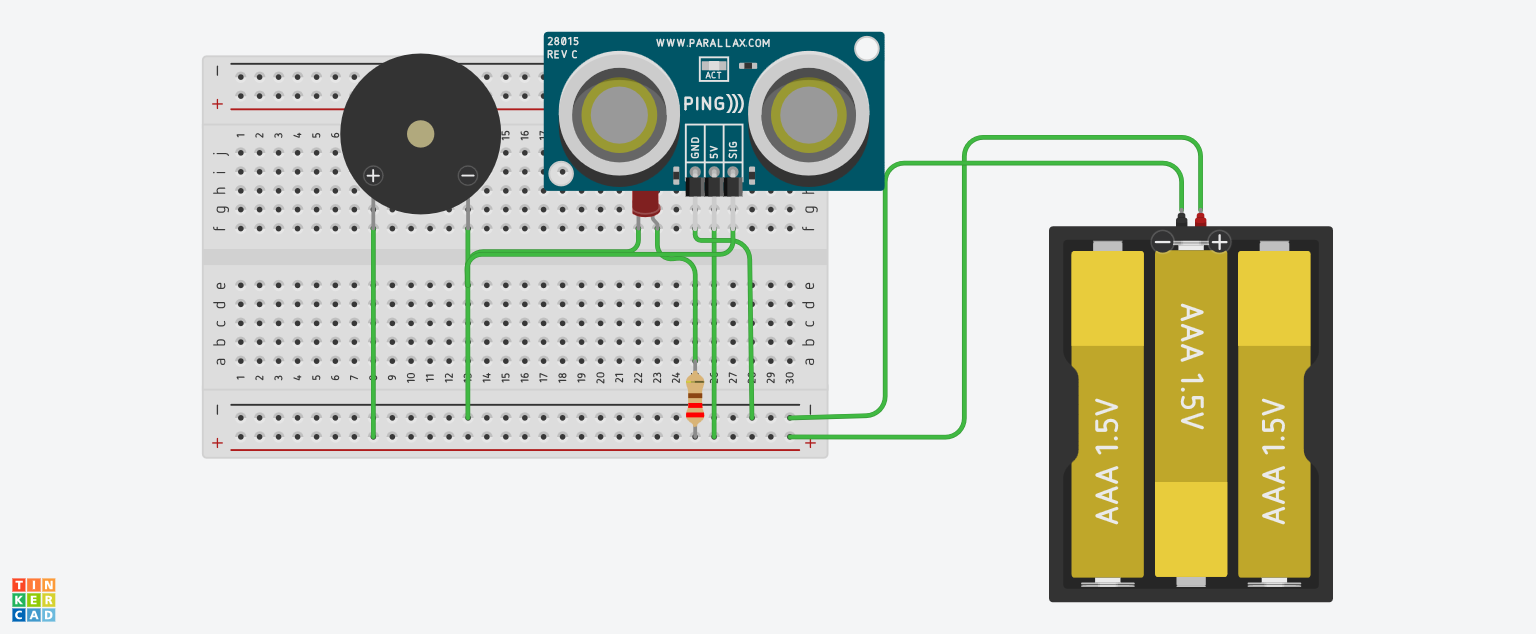 28015
REV C
WWW.PARALLAX.COM
ACT
PING)))
GND
5V
SIG
− +
1 2 3 4 5 6 15 16 17
j i h g f
j i h g f
+ −
e d c b a
e d c b a
1 2 3 4 5 6 7 8 9 10 11 12 13 14 15 16 17 18 19 20 21 22 23 24 26 27 28 29 30
− +
− +
− +
AAA 1.5V
AAA 1.5V
AAA 1.5V
TIN
KER
CAD